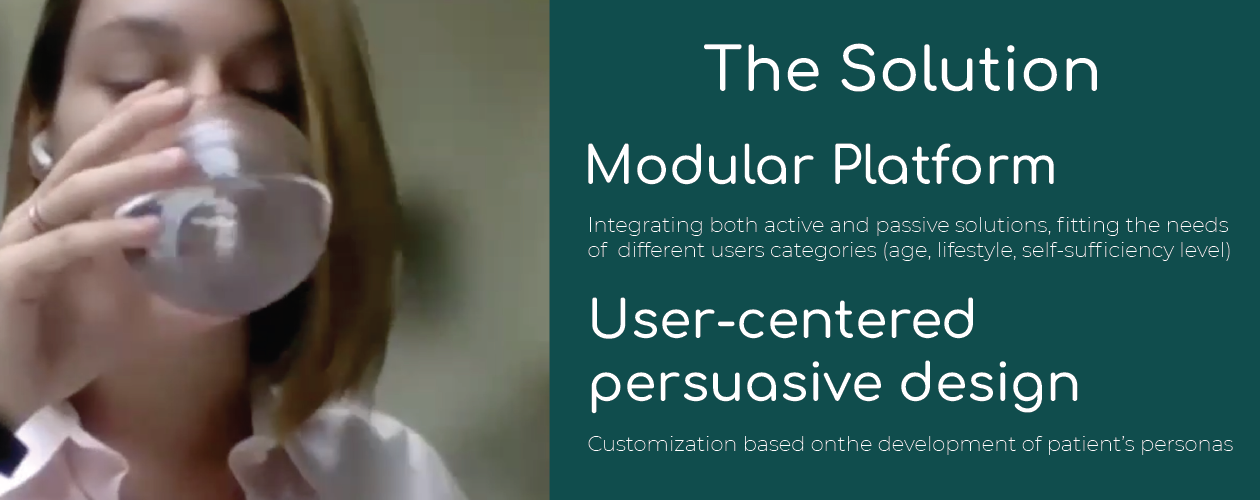 The Solution
Modular Platform
Integrating both active and passive solutions, fitting the needs
of  different users categories (age, lifestyle, self-sufficiency level)
User-centered
persuasive design
Customization based onthe development of patient's personas